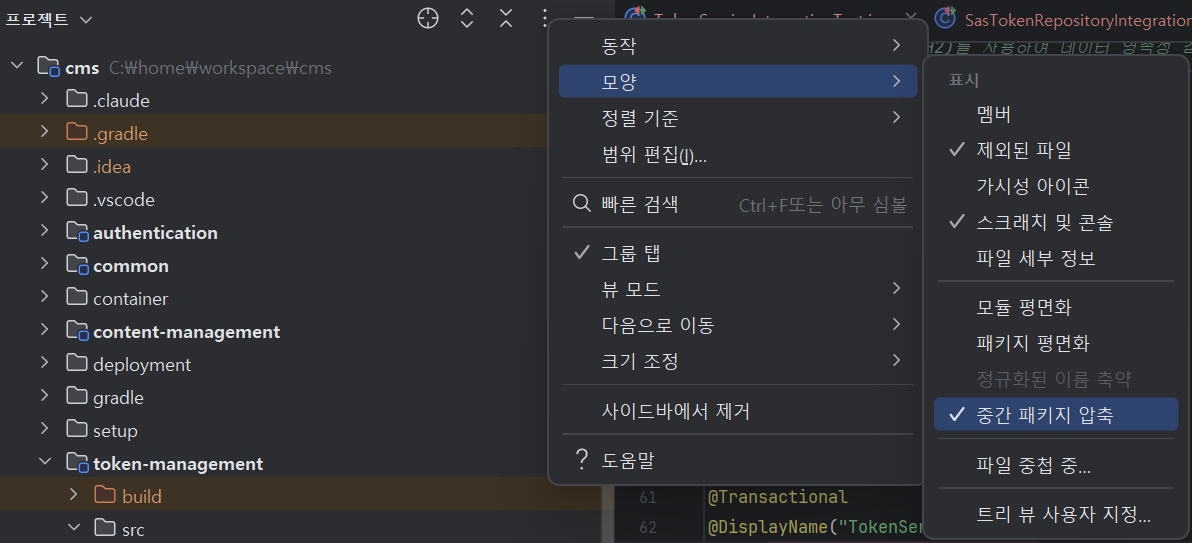 프로젝트
cms C:₩home₩workspace₩cms
.claude
.gradle
.idea
.vscode
authentication
common
container
content-management
deployment
gradle
setup
token-management
build
src
동작
모양
정렬 기준
범위 편집(I)...
빠른 검색 Ctrl+F또는 아무 심볼
그룹 탭
뷰 모드
다음으로 이동
크기 조정
사이드바에서 제거
? 도움말
SasTokenRepositoryIntegration
를 사용하여 데이터 영속성
표시
멤버
제외된 파일
가시성 아이콘
스크래치 및 콘솔
파일 세부 정보
모듈 평면화
패키지 평면화
정규화된 이름 축약
중간 패키지 압축
파일 중첩 중...
트리 뷰 사용자 지정...
61 @Transactional
62 @DisplayName("TokenSer